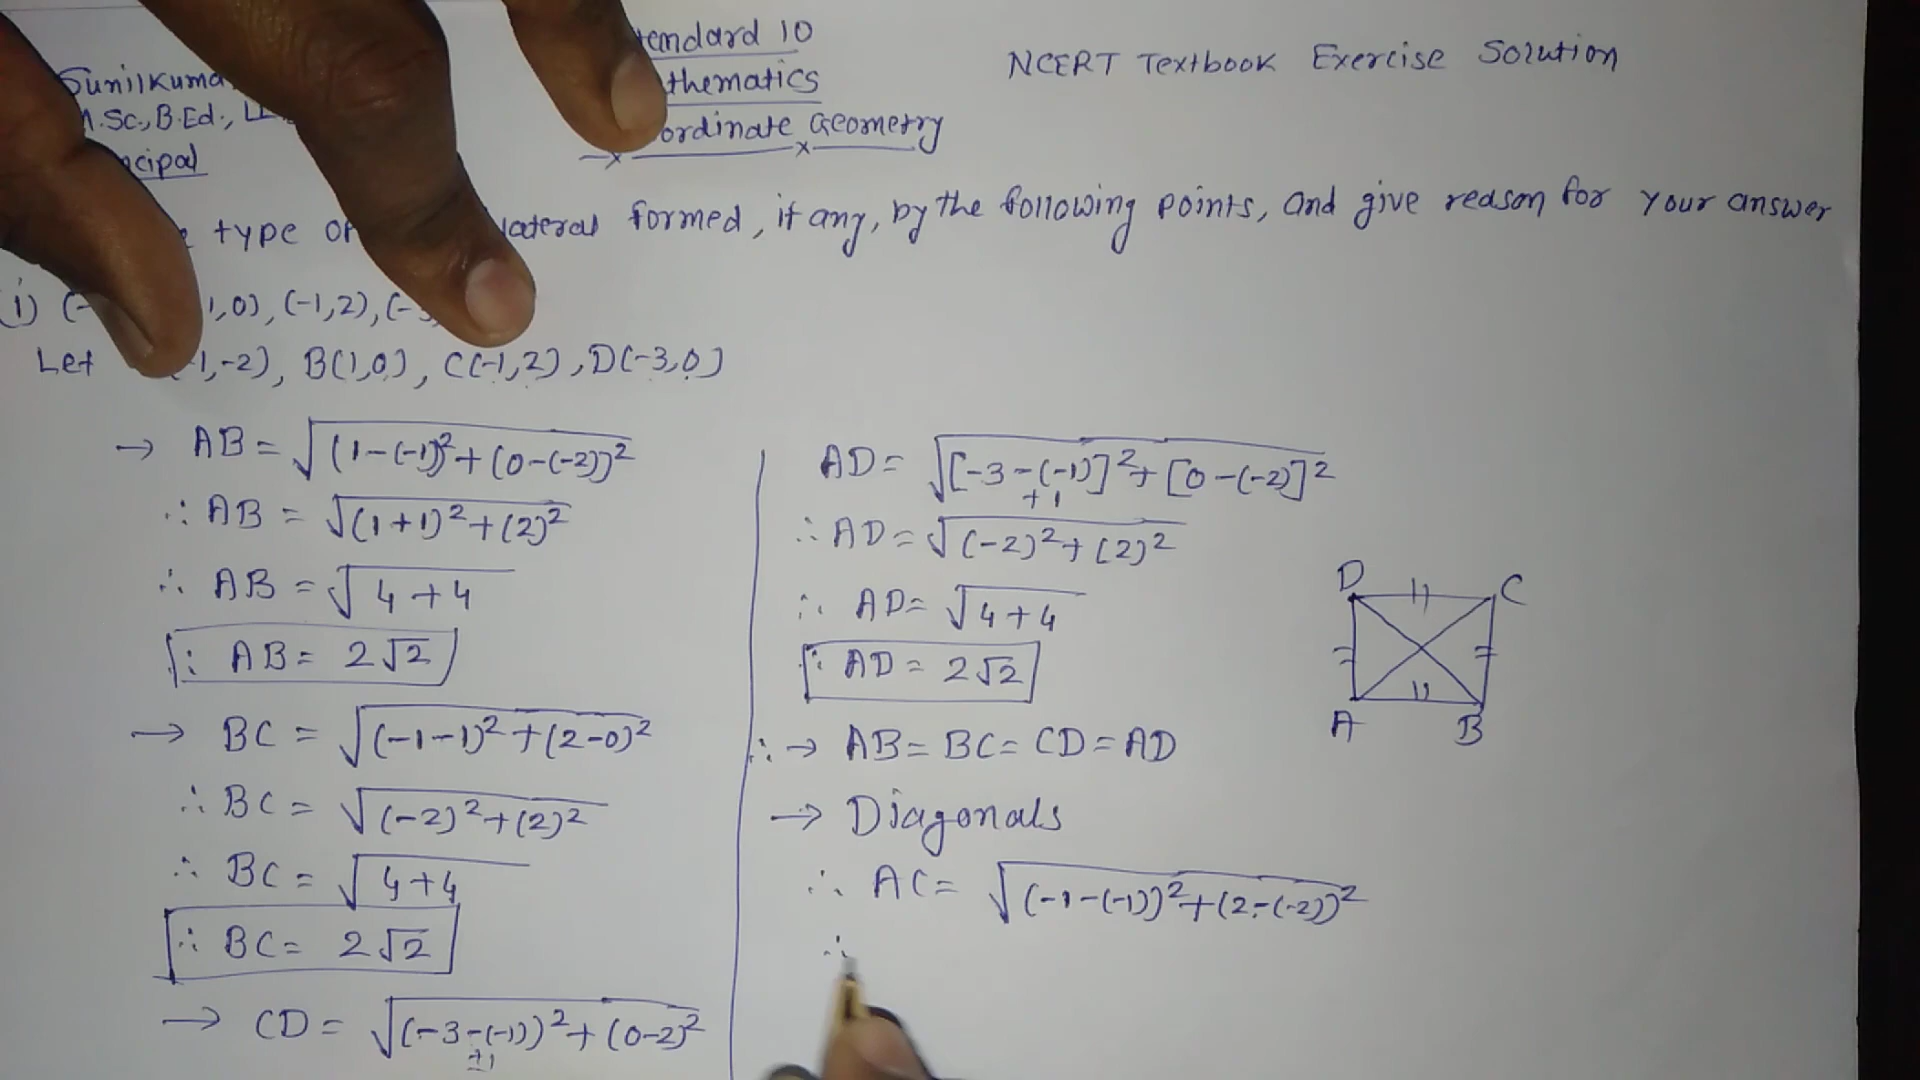 Sunilkuma
M.Sc., B.Ed.,
ncipal
tandard 10
thematics
ordinate Geometry
NCERT Textbook Exercise Solution
type of lateral formed, if any, by the following points, and give reason for your answer
(i) (- 1,0), (-1,2), (-3,
Let 1,-2), B(1,0), C(-1,2), D(-3,0)
→ AB = √(1-(-1))²+(0-(-2))²
∴ AB = √(1+1)²+(2)²
∴ AB = √4+4
∴ AB = 2√2
→ BC = √(-1-1)²+(2-0)²
∴ BC = √(-2)²+(2)²
∴ BC = √4+4
∴ BC = 2√2
→ CD = √(-3-(-1))²+(0-2)²
+1
AD = √[-3-(-1)]²+[0-(-2)]²
+1
∴ AD = √(-2)²+(2)²
∴ AD = √4+4
∴ AD = 2√2
∴ → AB = BC = CD = AD
→ Diagonals
∴ AC = √(-1-(-1))²+(2-(-2))²
∴
D C
A B